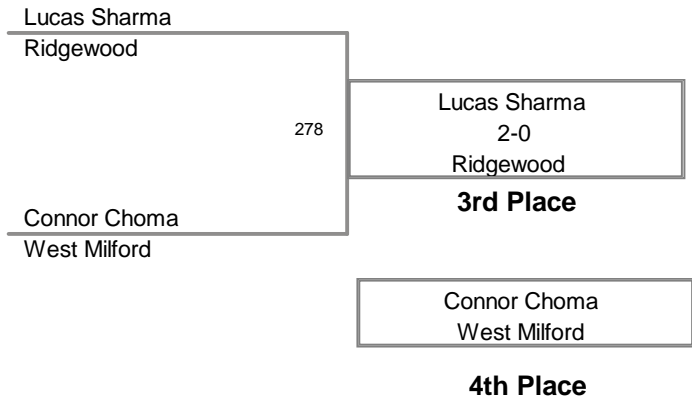 Lucas Sharma
Ridgewood
278
Lucas Sharma
2-0
Ridgewood
3rd Place
Connor Choma
West Milford
Connor Choma
West Milford
4th Place